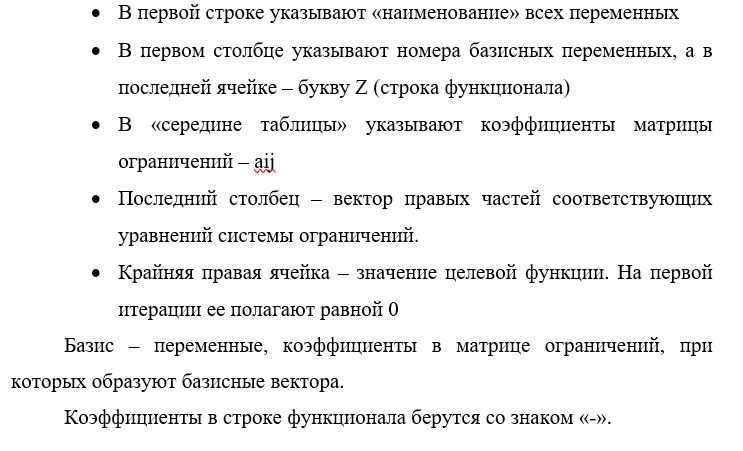 • В первой строке указывают «наименование» всех переменных
• В первом столбце указывают номера базисных переменных, а в
последней ячейке – букву Z (строка функционала)
• В «середине таблицы» указывают коэффициенты матрицы
ограничений – aij
• Последний столбец – вектор правых частей соответствующих
уравнений системы ограничений.
• Крайняя правая ячейка – значение целевой функции. На первой
итерации ее полагают равной 0
Базис – переменные, коэффициенты в матрице ограничений, при
которых образуют базисные вектора.
Коэффициенты в строке функционала берутся со знаком «-».